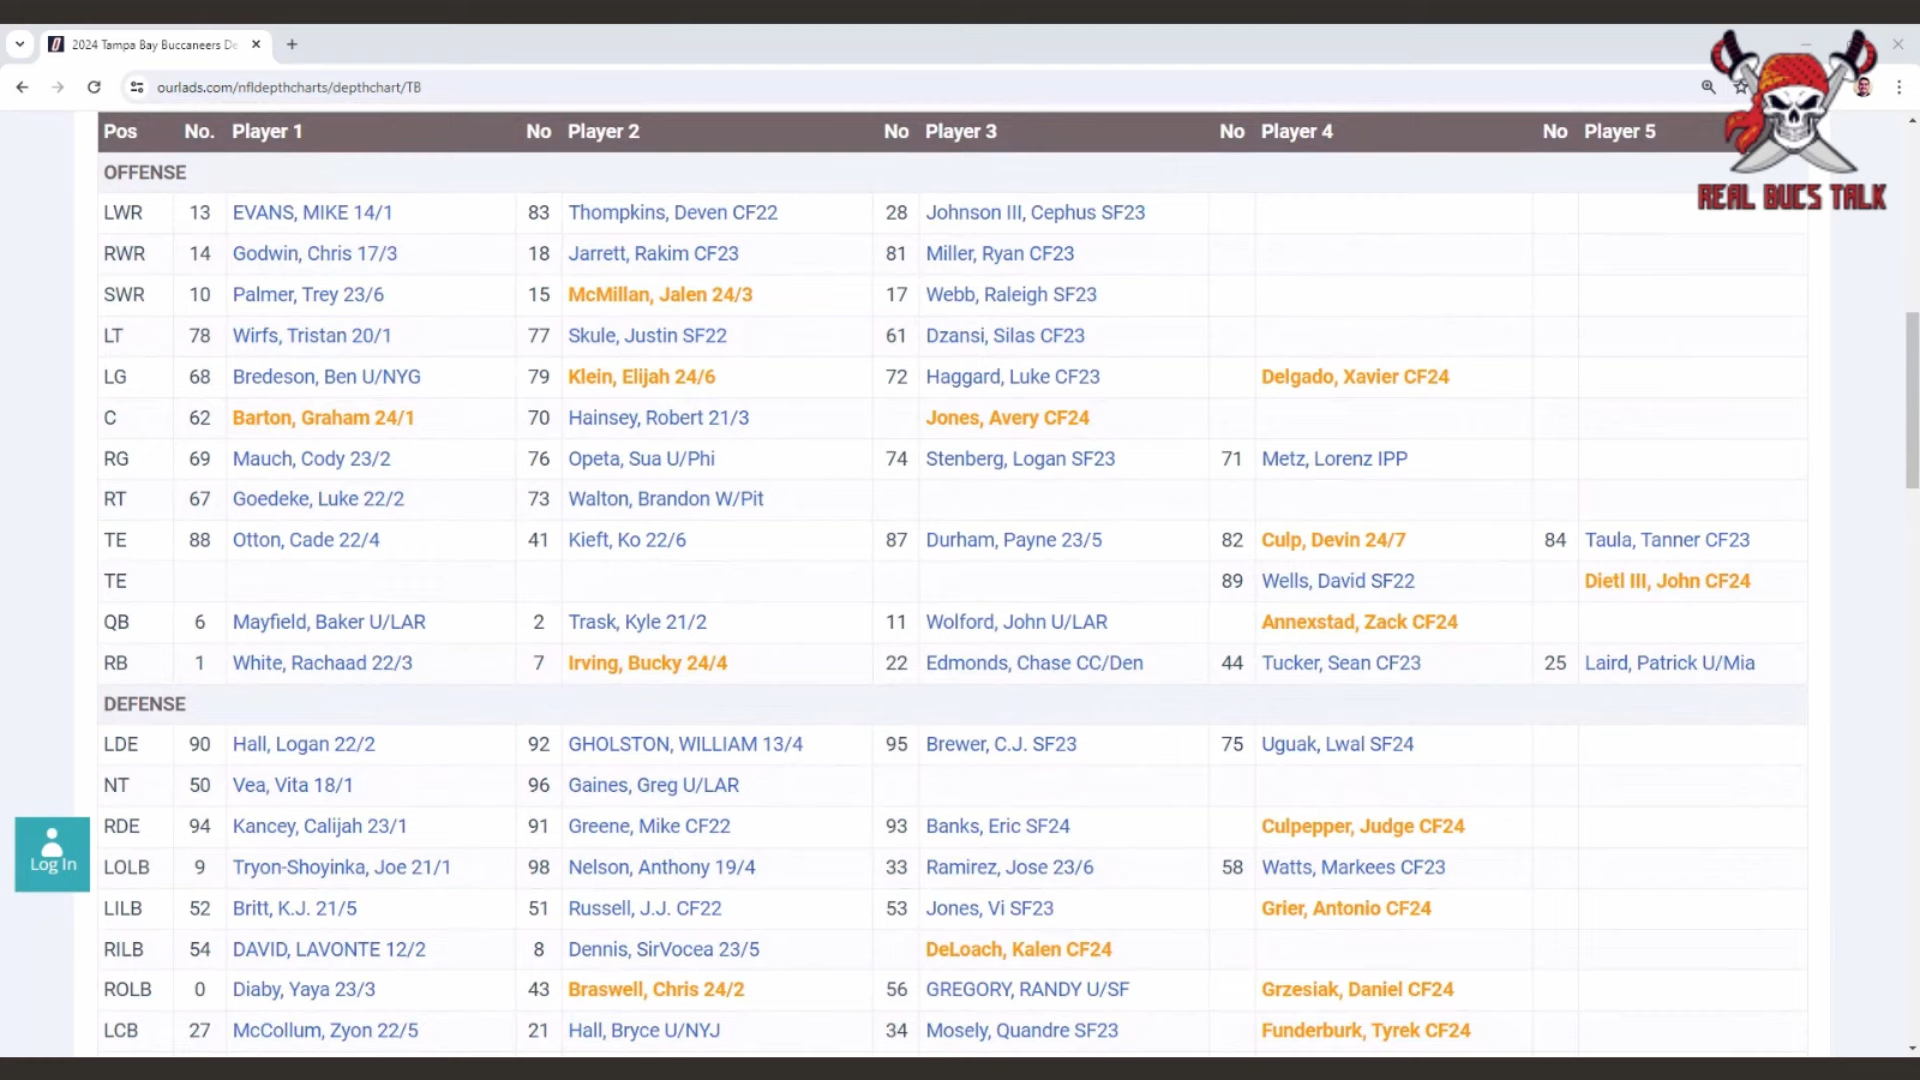 2024 Tampa Bay Buccaneers De
ourlads.com/nfldepthcharts/depthchart/TB
REAL BUCS TALK
Pos No. Player 1 No Player 2 No Player 3 No Player 4 No Player 5
OFFENSE
LWR 13 EVANS, MIKE 14/1 83 Thompkins, Deven CF22 28 Johnson III, Cephus SF23
RWR 14 Godwin, Chris 17/3 18 Jarrett, Rakim CF23 81 Miller, Ryan CF23
SWR 10 Palmer, Trey 23/6 15 McMillan, Jalen 24/3 17 Webb, Raleigh SF23
LT 78 Wirfs, Tristan 20/1 77 Skule, Justin SF22 61 Dzansi, Silas CF23
LG 68 Bredeson, Ben U/NYG 79 Klein, Elijah 24/6 72 Haggard, Luke CF23 Delgado, Xavier CF24
C 62 Barton, Graham 24/1 70 Hainsey, Robert 21/3 Jones, Avery CF24
RG 69 Mauch, Cody 23/2 76 Opeta, Sua U/Phi 74 Stenberg, Logan SF23 71 Metz, Lorenz IPP
RT 67 Goedeke, Luke 22/2 73 Walton, Brandon W/Pit
TE 88 Otton, Cade 22/4 41 Kieft, Ko 22/6 87 Durham, Payne 23/5 82 Culp, Devin 24/7 84 Taula, Tanner CF23
TE 89 Wells, David SF22 Dietl III, John CF24
QB 6 Mayfield, Baker U/LAR 2 Trask, Kyle 21/2 11 Wolford, John U/LAR Annexstad, Zack CF24
RB 1 White, Rachaad 22/3 7 Irving, Bucky 24/4 22 Edmonds, Chase CC/Den 44 Tucker, Sean CF23 25 Laird, Patrick U/Mia
DEFENSE
LDE 90 Hall, Logan 22/2 92 GHOLSTON, WILLIAM 13/4 95 Brewer, C.J. SF23 75 Uguak, Lwal SF24
NT 50 Vea, Vita 18/1 96 Gaines, Greg U/LAR
RDE 94 Kancey, Calijah 23/1 91 Greene, Mike CF22 93 Banks, Eric SF24 Culpepper, Judge CF24
Log In
LOLB 9 Tryon-Shoyinka, Joe 21/1 98 Nelson, Anthony 19/4 33 Ramirez, Jose 23/6 58 Watts, Markees CF23
LILB 52 Britt, K.J. 21/5 51 Russell, J.J. CF22 53 Jones, Vi SF23 Grier, Antonio CF24
RILB 54 DAVID, LAVONTE 12/2 8 Dennis, SirVocea 23/5 DeLoach, Kalen CF24
ROLB 0 Diaby, Yaya 23/3 43 Braswell, Chris 24/2 56 GREGORY, RANDY U/SF Grzesiak, Daniel CF24
LCB 27 McCollum, Zyon 22/5 21 Hall, Bryce U/NYJ 34 Mosely, Quandre SF23 Funderburk, Tyrek CF24